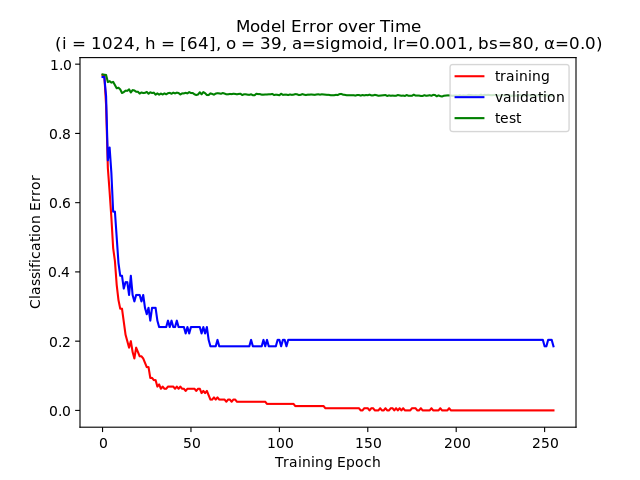 Model Error over Time
(i = 1024, h = [64], o = 39, a=sigmoid, lr=0.001, bs=80, α=0.0)
1.0
0.8
0.6
0.4
0.2
0.0
Classification Error
training
validation
test
0 50 100 150 200 250
Training Epoch